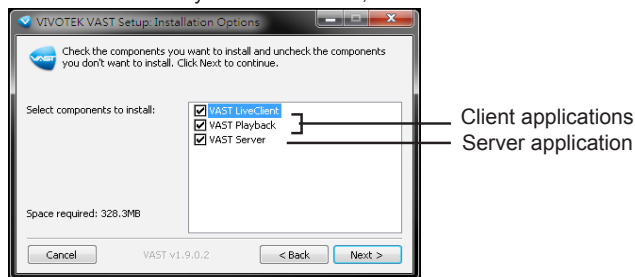 VIVOTEK VAST Setup: Installation Options
Check the components you want to install and uncheck the components
you don't want to install. Click Next to continue.
VAST
Select components to install:
VAST LiveClient
VAST Playback
VAST Server
Client applications
Server application
Space required: 328.3MB
Cancel
VAST v1.9.0.2
< Back
Next >